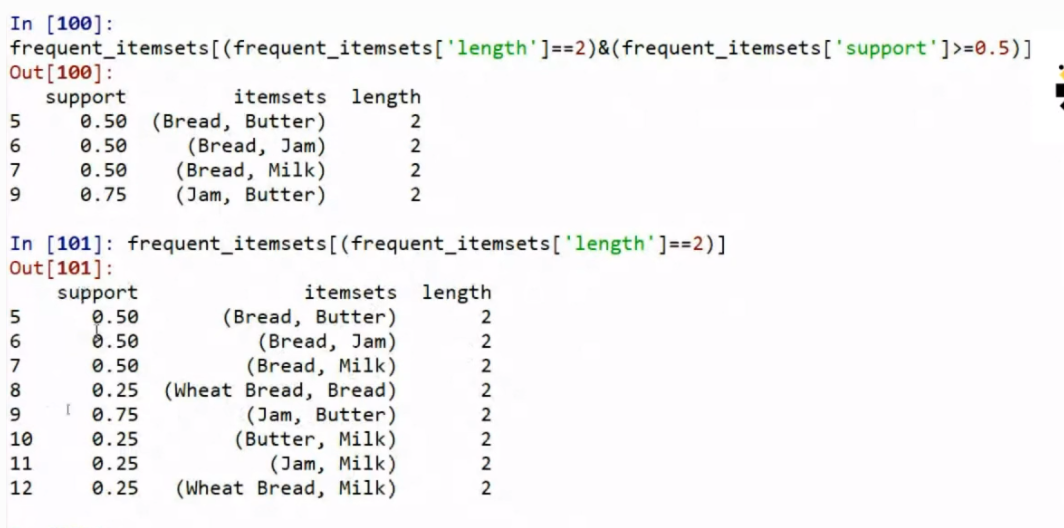 In [100]:
frequent_itemsets[(frequent_itemsets['length']==2)&(frequent_itemsets['support']>=0.5)]
Out[100]:
support itemsets length
5 0.50 (Bread, Butter) 2
6 0.50 (Bread, Jam) 2
7 0.50 (Bread, Milk) 2
9 0.75 (Jam, Butter) 2
In [101]: frequent_itemsets[(frequent_itemsets['length']==2)]
Out[101]:
support itemsets length
5 0.50 (Bread, Butter) 2
6 0.50 (Bread, Jam) 2
7 0.50 (Bread, Milk) 2
8 0.25 (Wheat Bread, Bread) 2
9 0.75 (Jam, Butter) 2
10 0.25 (Butter, Milk) 2
11 0.25 (Jam, Milk) 2
12 0.25 (Wheat Bread, Milk) 2